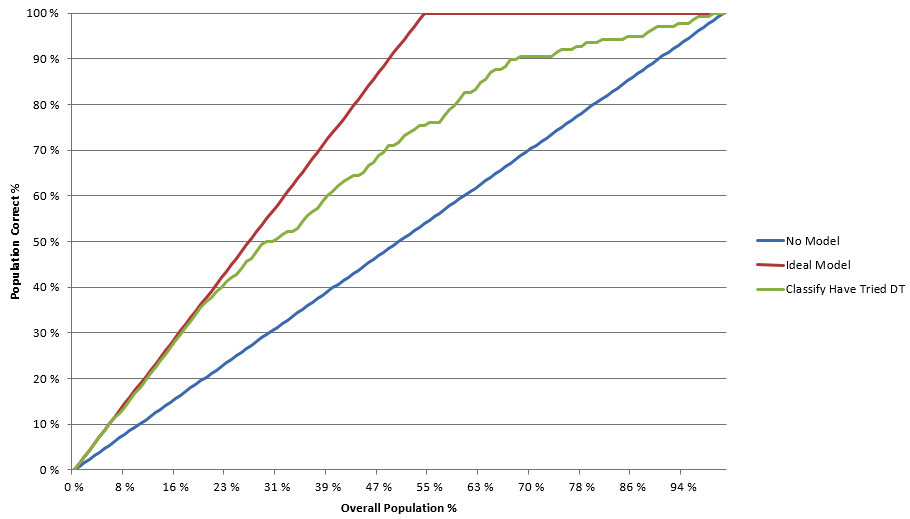 100 %
90 %
80 %
70 %
60 %
50 %
40 %
30 %
20 %
10 %
0 %
Population Correct %
0 % 8 % 16 % 23 % 31 % 39 % 47 % 55 % 63 % 70 % 78 % 86 % 94 %
Overall Population %
No Model
Ideal Model
Classify Have Tried DT